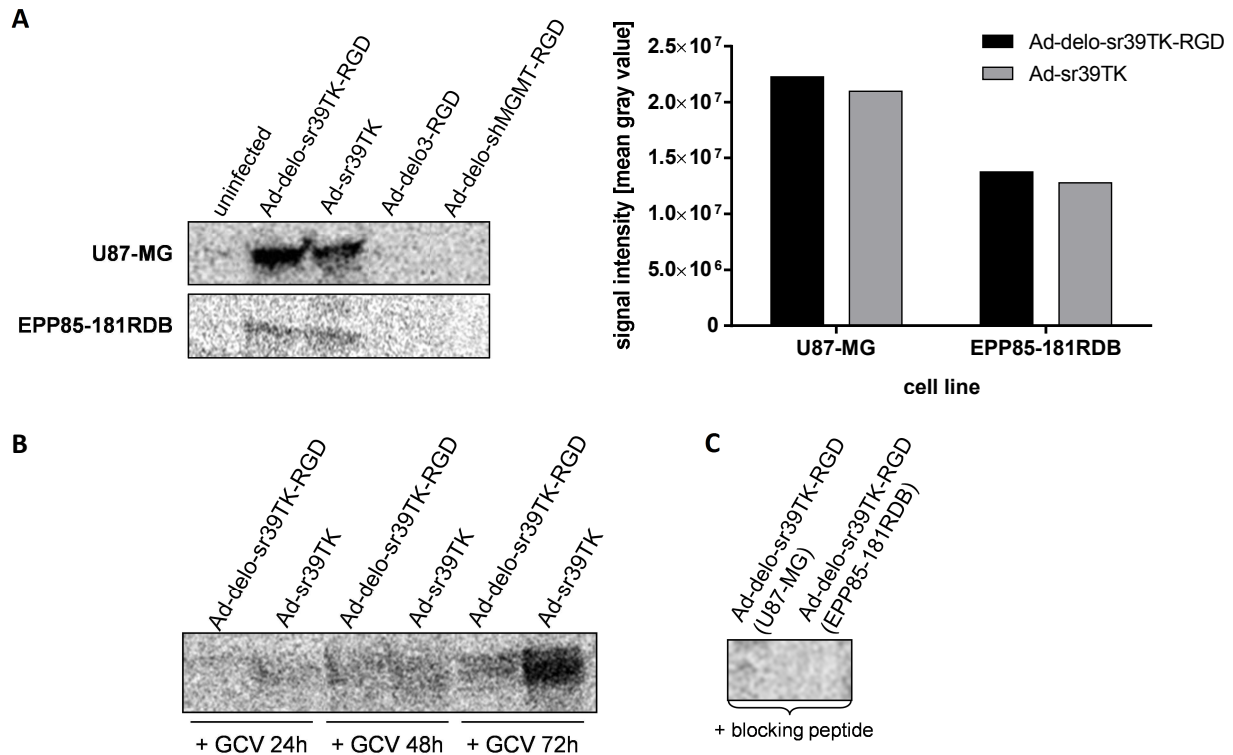 A
uninfected
Ad-delo-sr39TK-RGD
Ad-sr39TK
Ad-delo3-RGD
Ad-delo-shMGMT-RGD
U87-MG
EPP85-181RDB
signal intensity [mean gray value]
2.5×10⁷
2.0×10⁷
1.5×10⁷
1.0×10⁷
5.0×10⁶
0
U87-MG
EPP85-181RDB
cell line
Ad-delo-sr39TK-RGD
Ad-sr39TK
B
Ad-delo-sr39TK-RGD
Ad-sr39TK
Ad-delo-sr39TK-RGD
Ad-sr39TK
Ad-delo-sr39TK-RGD
Ad-sr39TK
+ GCV 24h
+ GCV 48h
+ GCV 72h
C
Ad-delo-sr39TK-RGD
(U87-MG)
Ad-delo-sr39TK-RGD
(EPP85-181RDB)
+ blocking peptide